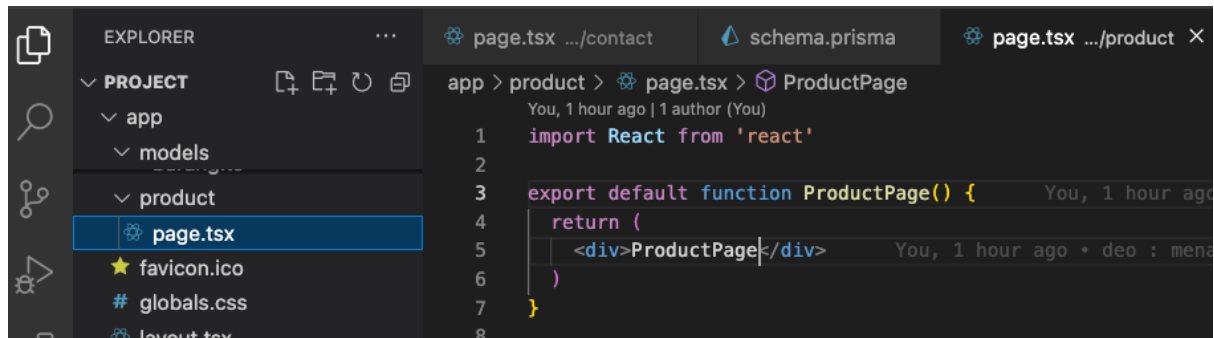 EXPLORER ...
PROJECT
app
models
product
page.tsx
favicon.ico
globals.css
layout.tsx
page.tsx .../contact
schema.prisma
page.tsx .../product
app > product > page.tsx > ProductPage
You, 1 hour ago | 1 author (You)
1 import React from 'react'
2
3 export default function ProductPage() { You, 1 hour ago
4 return (
5 <div>ProductPage</div> You, 1 hour ago • deo : mena
6 )
7 }
8